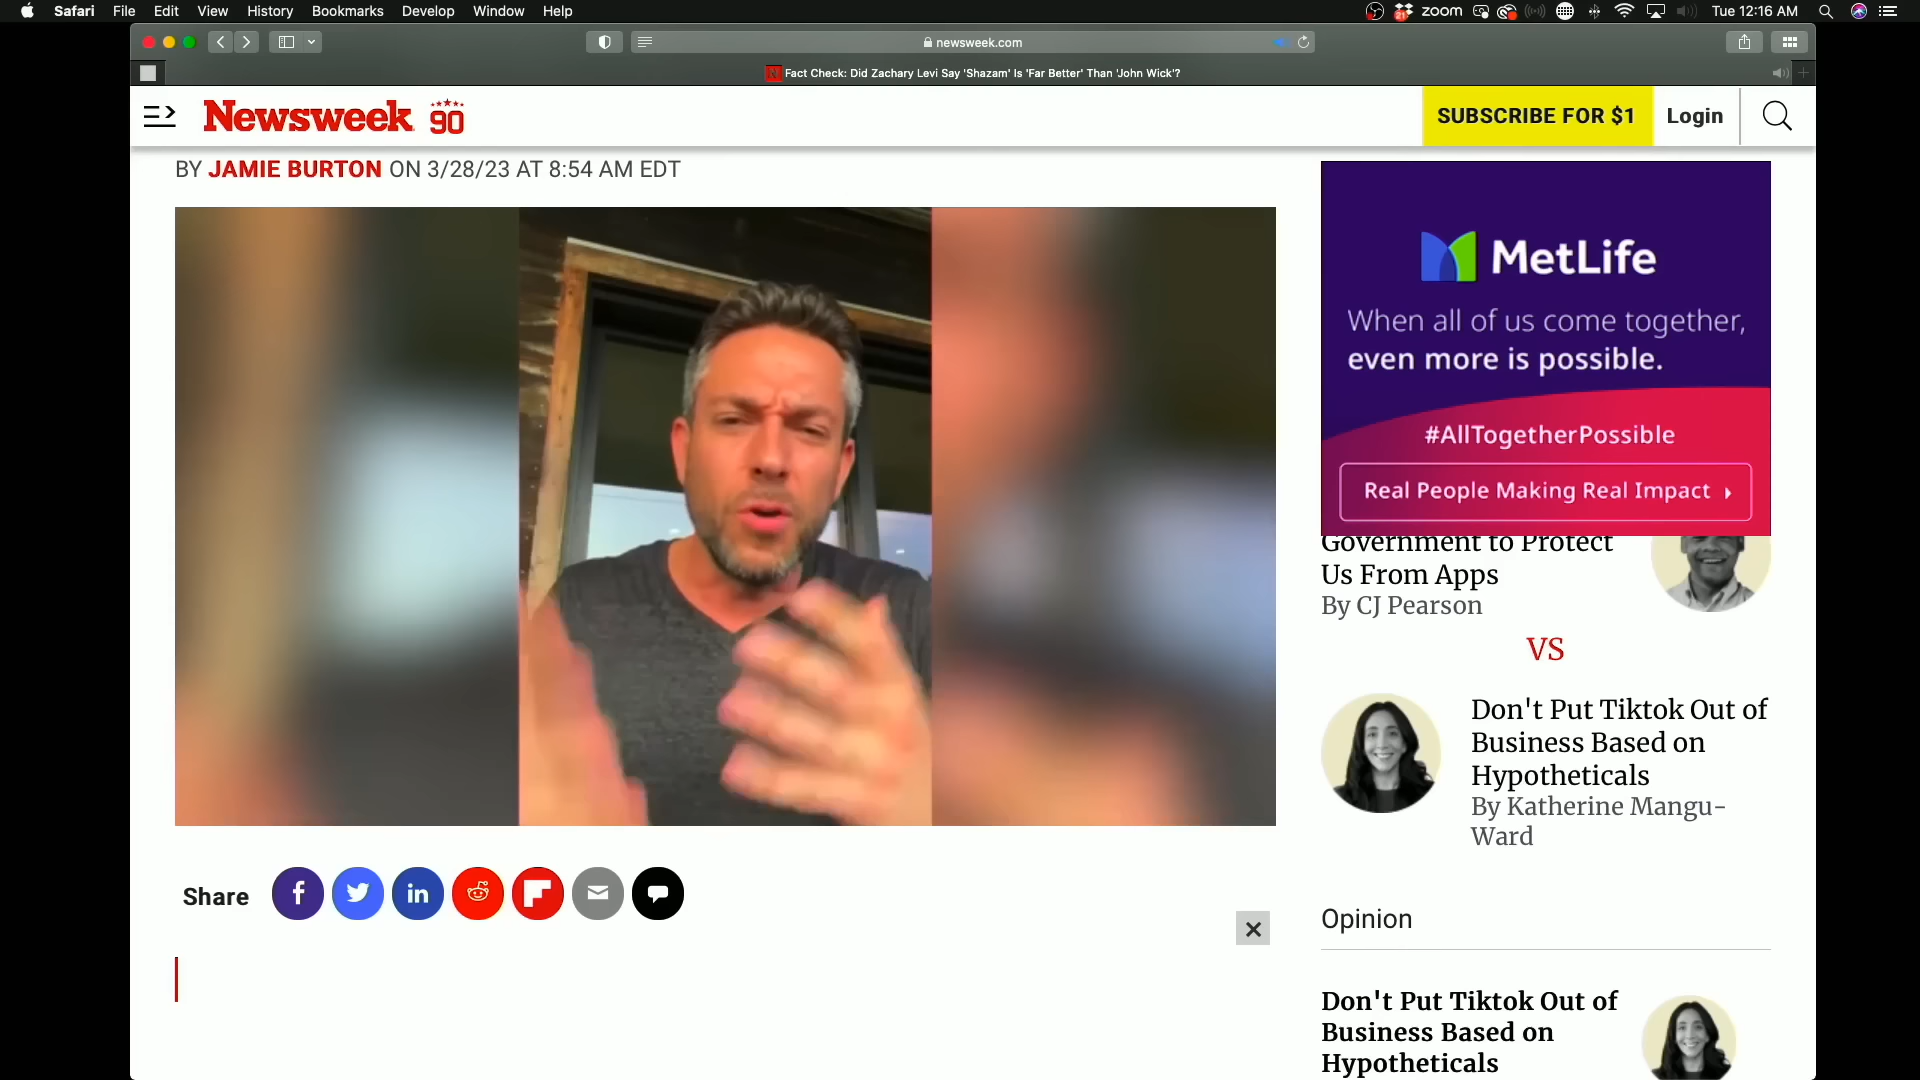 Safari File Edit View History Bookmarks Develop Window Help
21
zoom
Tue 12:16 AM
newsweek.com
Fact Check: Did Zachary Levi Say 'Shazam' Is 'Far Better' Than 'John Wick'?
Newsweek 90
SUBSCRIBE FOR $1
Login
BY JAMIE BURTON ON 3/28/23 AT 8:54 AM EDT
MetLife
When all of us come together,
even more is possible.
#AllTogetherPossible
Real People Making Real Impact
Government to Protect
Us From Apps
By CJ Pearson
VS
Don't Put Tiktok Out of
Business Based on
Hypotheticals
By Katherine Mangu-
Ward
Share
Opinion
Don't Put Tiktok Out of
Business Based on
Hypotheticals